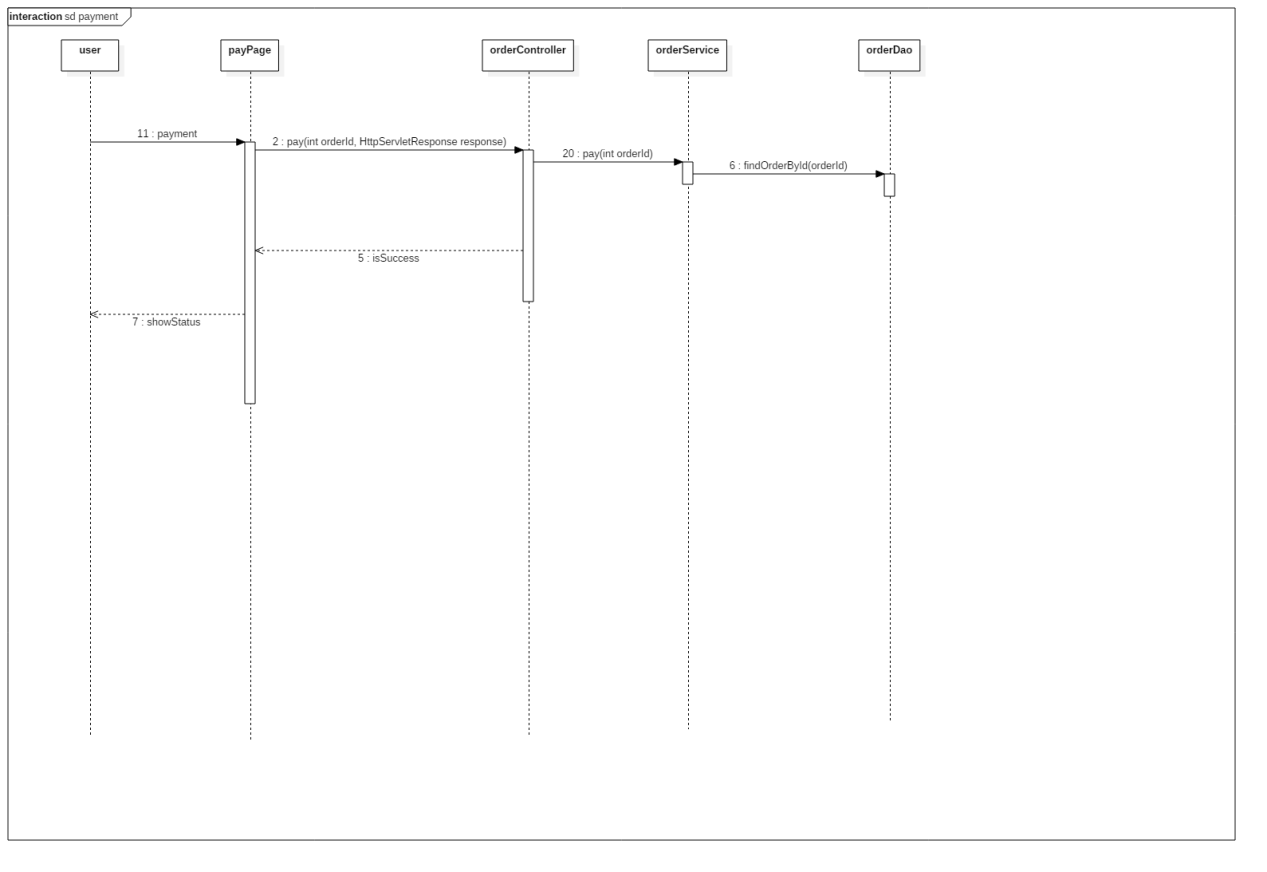 interaction sd payment
user
payPage
orderController
orderService
orderDao
11 : payment
2 : pay(int orderId, HttpServletResponse response)
20 : pay(int orderId)
6 : findOrderById(orderId)
5 : isSuccess
7 : showStatus